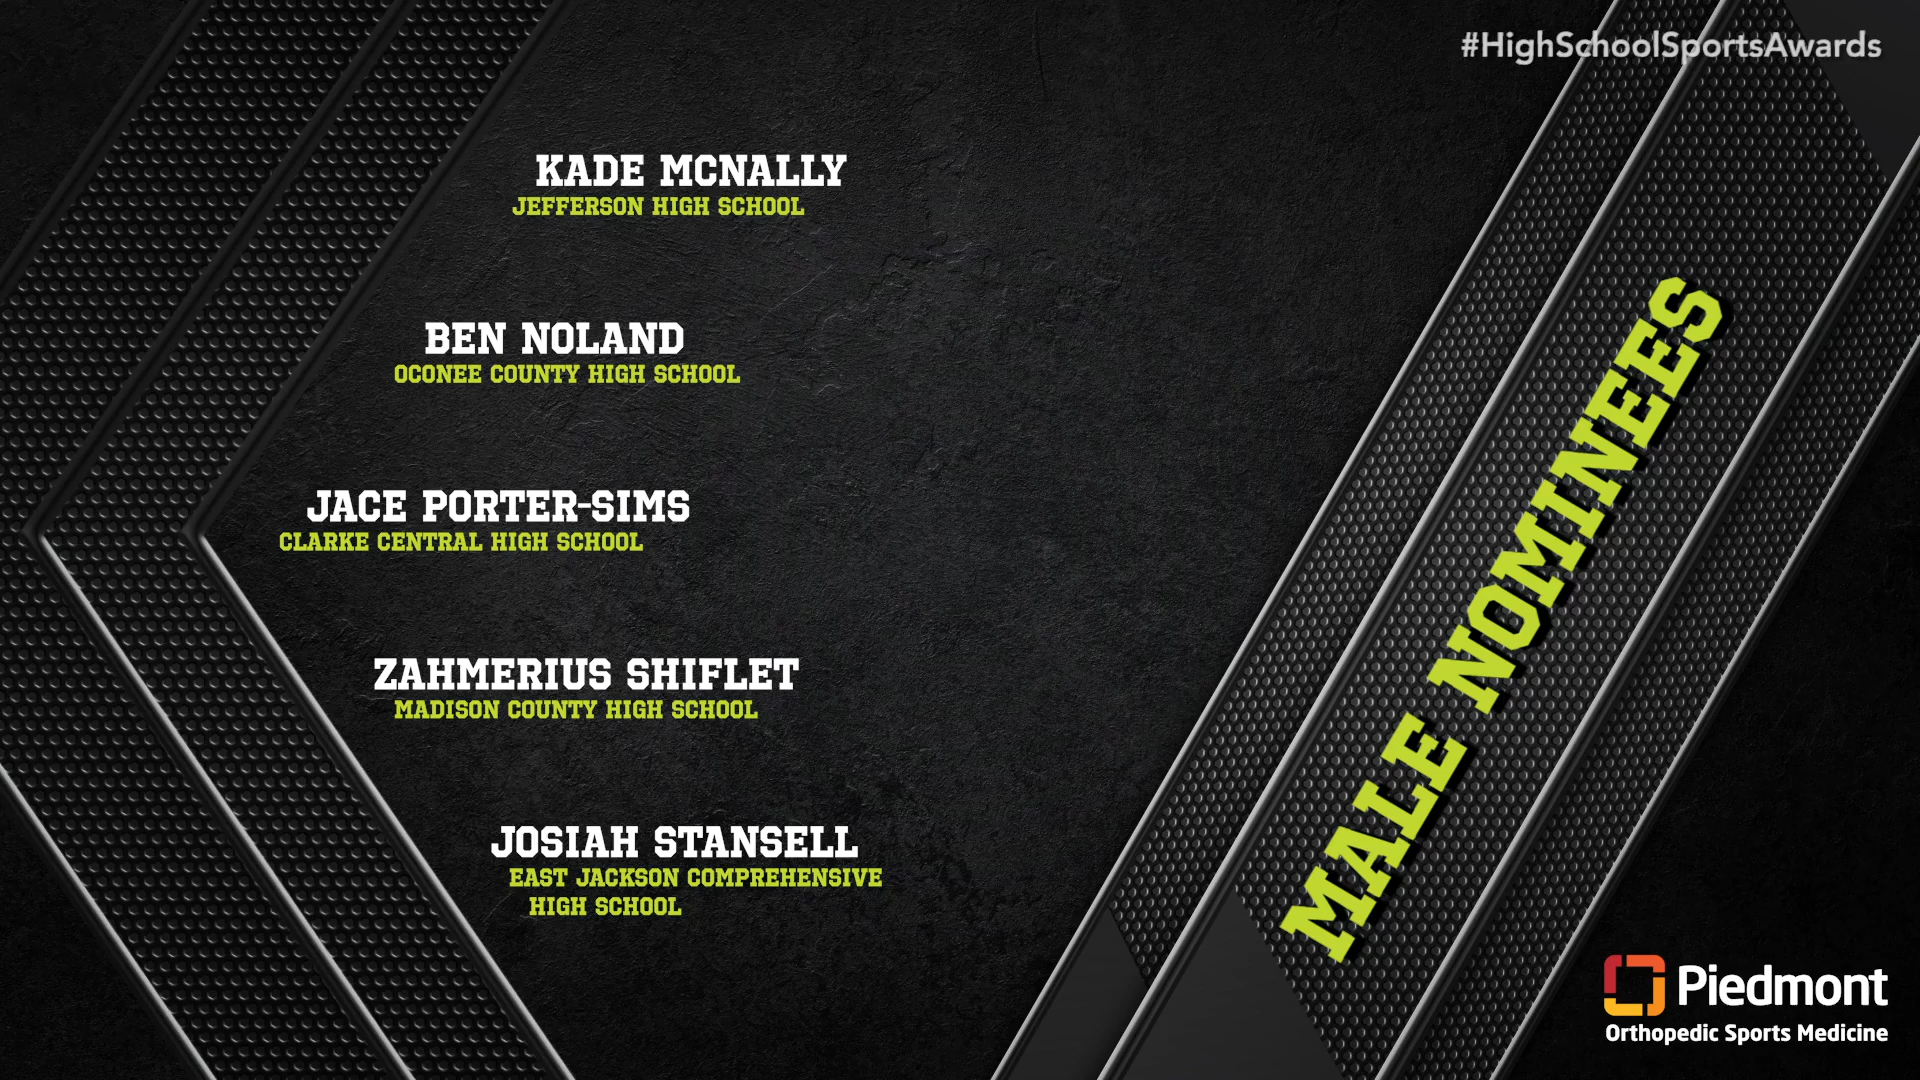 #HighSchoolSportsAwards
KADE MCNALLY
JEFFERSON HIGH SCHOOL
BEN NOLAND
OCONEE COUNTY HIGH SCHOOL
JACE PORTER-SIMS
CLARKE CENTRAL HIGH SCHOOL
ZAHMERIUS SHIFLET
MADISON COUNTY HIGH SCHOOL
JOSIAH STANSELL
EAST JACKSON COMPREHENSIVE
HIGH SCHOOL
MALE NOMINEES
Piedmont
Orthopedic Sports Medicine